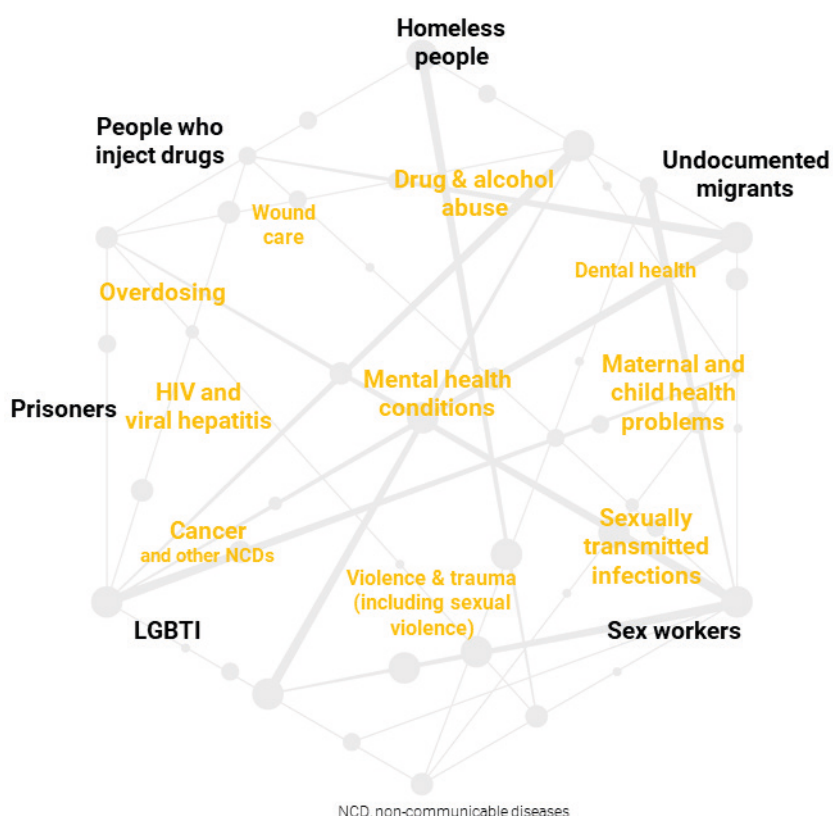 Homeless
people
People who
inject drugs
Undocumented
migrants
Drug & alcohol
abuse
Wound
care
Dental health
Overdosing
Mental health
conditions
Maternal and
child health
problems
Prisoners
HIV and
viral hepatitis
Cancer
and other NCDs
Sexually
transmitted
infections
Violence & trauma
(including sexual
violence)
LGBTI
Sex workers
NCD, non-communicable diseases